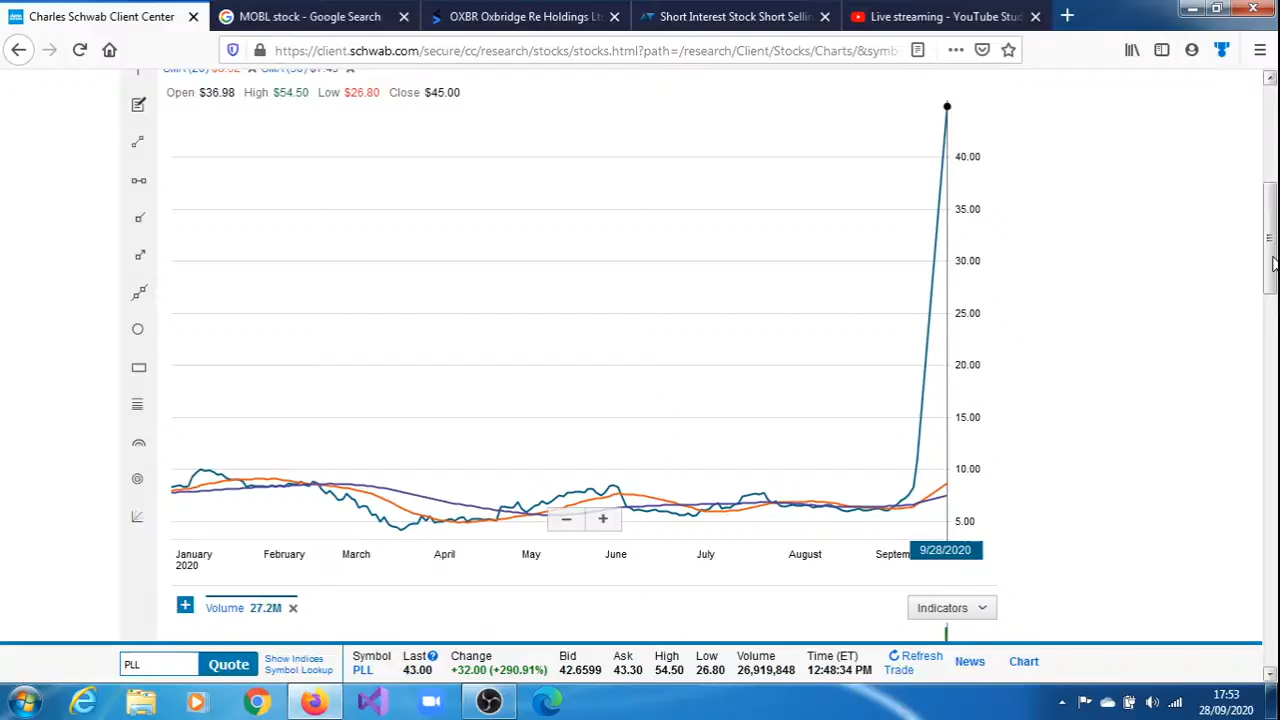 Charles Schwab Client Center
MOBL stock - Google Search
OXBR Oxbridge Re Holdings Lt
Short Interest Stock Short Sellin
Live streaming - YouTube Stud
https://client.schwab.com/secure/cc/research/stocks/stocks.html?path=/research/Client/Stocks/Charts/&symb
Open $36.98 High $54.50 Low $26.80 Close $45.00
40.00
35.00
30.00
25.00
20.00
15.00
10.00
5.00
January February March April May June July August Septem 9/28/2020
2020
Volume 27.2M
Indicators
PLL
Quote
Show Indices
Symbol Lookup
Symbol Last Change Bid Ask High Low Volume Time (ET) Refresh
PLL 43.00 +32.00 (+290.91%) 42.6599 43.30 54.50 26.80 26,919,848 12:48:34 PM Trade
News
Chart
17:53
28/09/2020